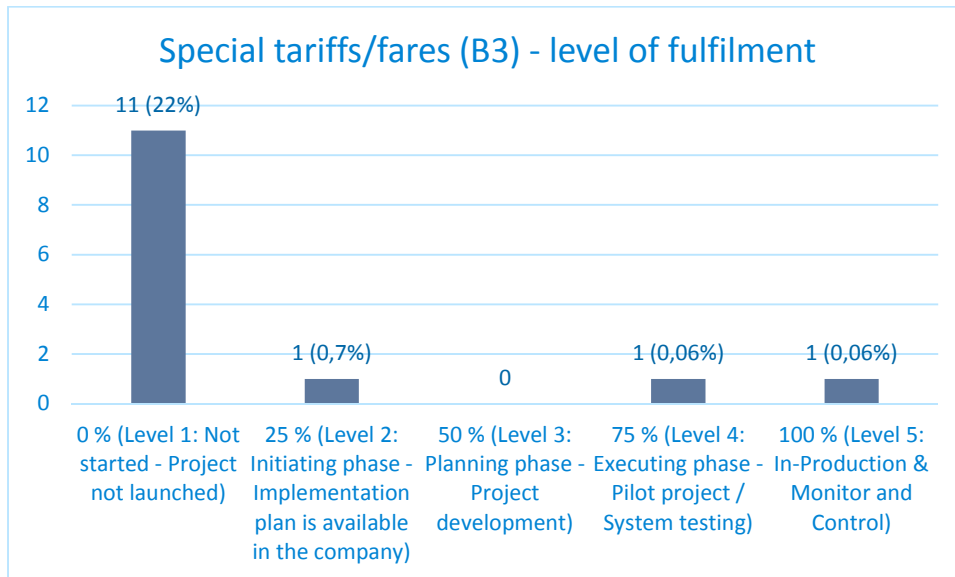 Special tariffs/fares (B3) - level of fulfilment
12
10
8
6
4
2
0
11 (22%)
1 (0,7%)
0
1 (0,06%)
1 (0,06%)
0 % (Level 1: Not
started - Project
not launched)
25 % (Level 2:
Initiating phase -
Implementation
plan is available
in the company)
50 % (Level 3:
Planning phase -
Project
development)
75 % (Level 4:
Executing phase -
Pilot project /
System testing)
100 % (Level 5:
In-Production &
Monitor and
Control)